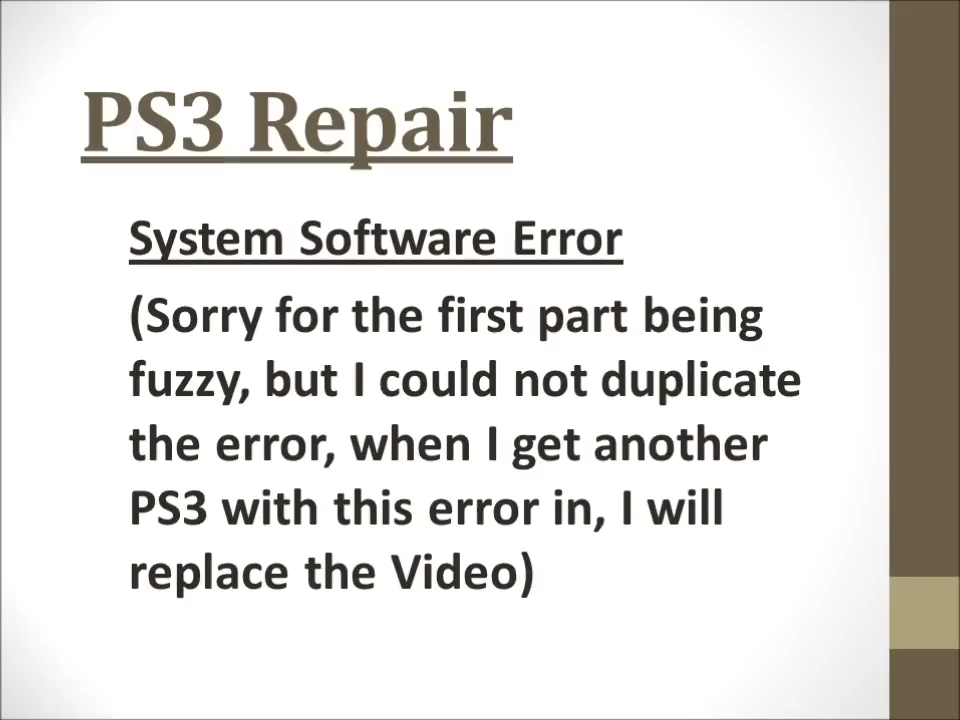 PS3 Repair
System Software Error
(Sorry for the first part being
fuzzy, but I could not duplicate
the error, when I get another
PS3 with this error in, I will
replace the Video)